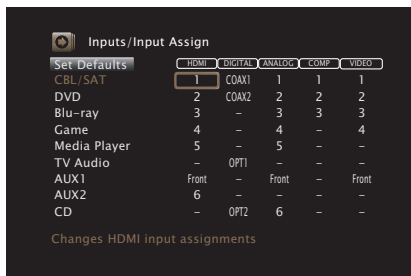 Inputs/Input Assign
Set Defaults HDMI DIGITAL ANALOG COMP VIDEO
CBL/SAT 1 COAX1 1 1 1
DVD 2 COAX2 2 2 2
Blu-ray 3 – 3 3 3
Game 4 – 4 – 4
Media Player 5 – 5 – –
TV Audio – OPT1 – – –
AUX1 Front – Front – Front
AUX2 6 – – – –
CD – OPT2 6 – –
Changes HDMI input assignments